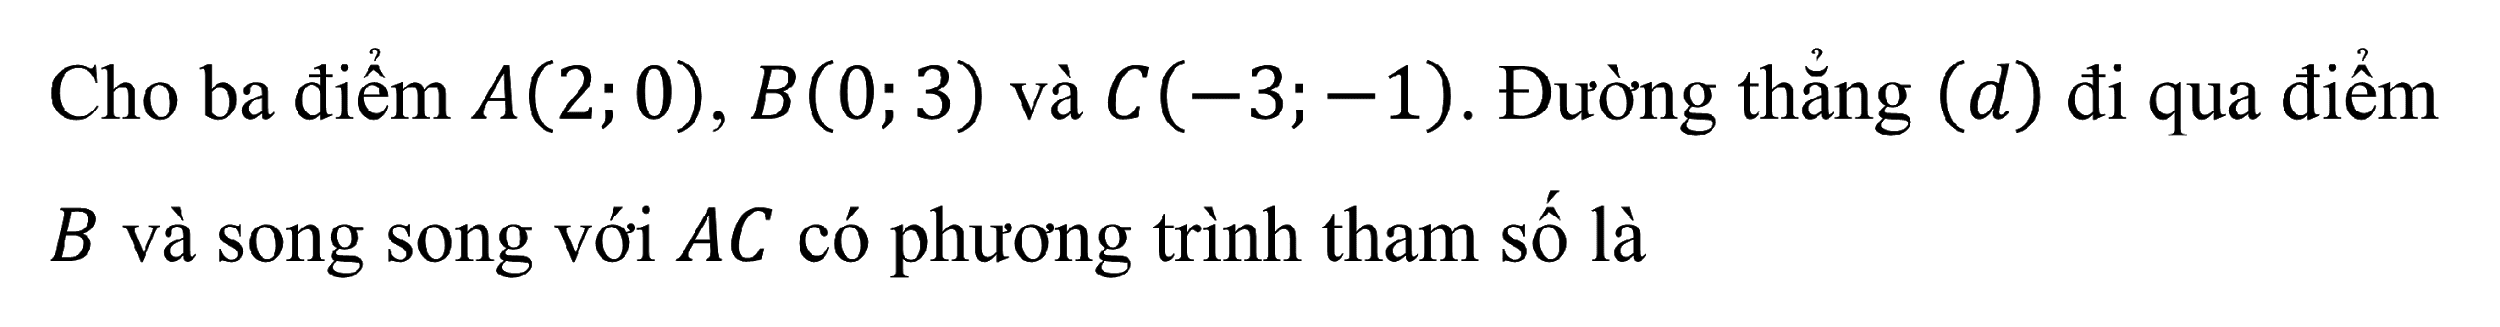 Cho ba điểm A(2; 0), B(0; 3) và C(−3; −1). Đường thẳng (d) đi qua điểm
B và song song với AC có phương trình tham số là